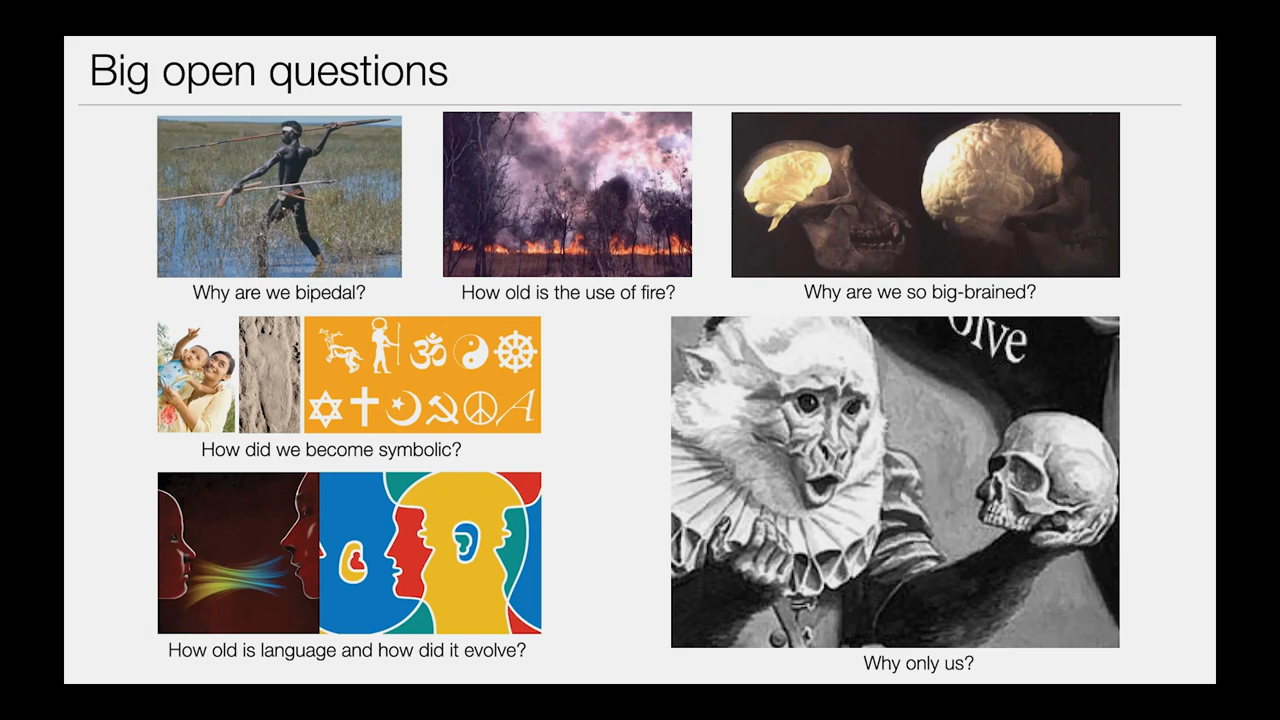 Big open questions
Why are we bipedal?
How old is the use of fire?
Why are we so big-brained?
How did we become symbolic?
How old is language and how did it evolve?
Why only us?